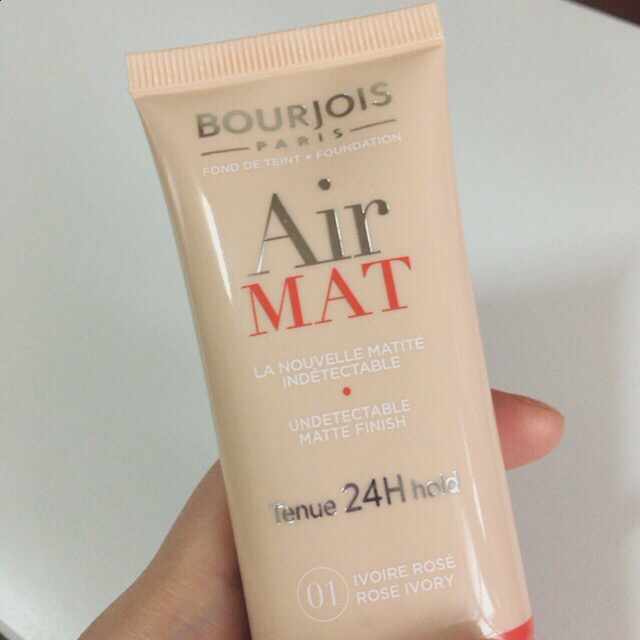 BOURJOIS
PARIS
FOND DE TEINT • FOUNDATION
Air
MAT
LA NOUVELLE MATITÉ
INDÉTECTABLE
•
UNDETECTABLE
MATTE FINISH
Tenue 24H hold
01 IVOIRE ROSÉ
ROSE IVORY